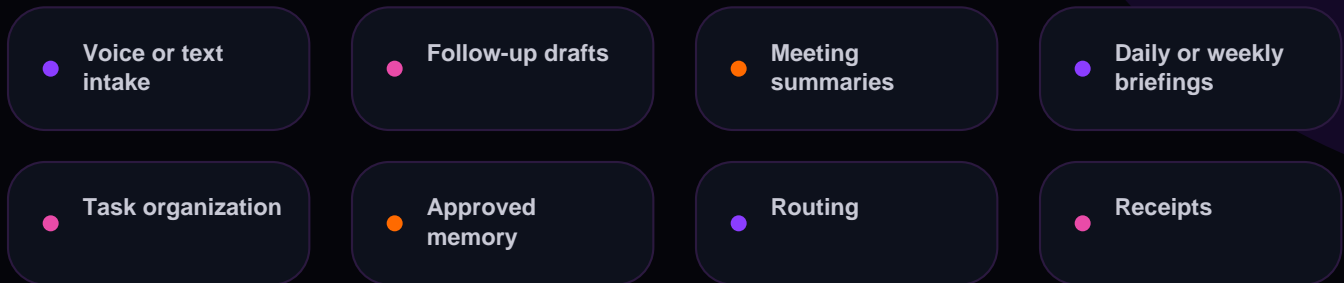 Voice or text
intake
Follow-up drafts
Meeting
summaries
Daily or weekly
briefings
Task organization
Approved
memory
Routing
Receipts